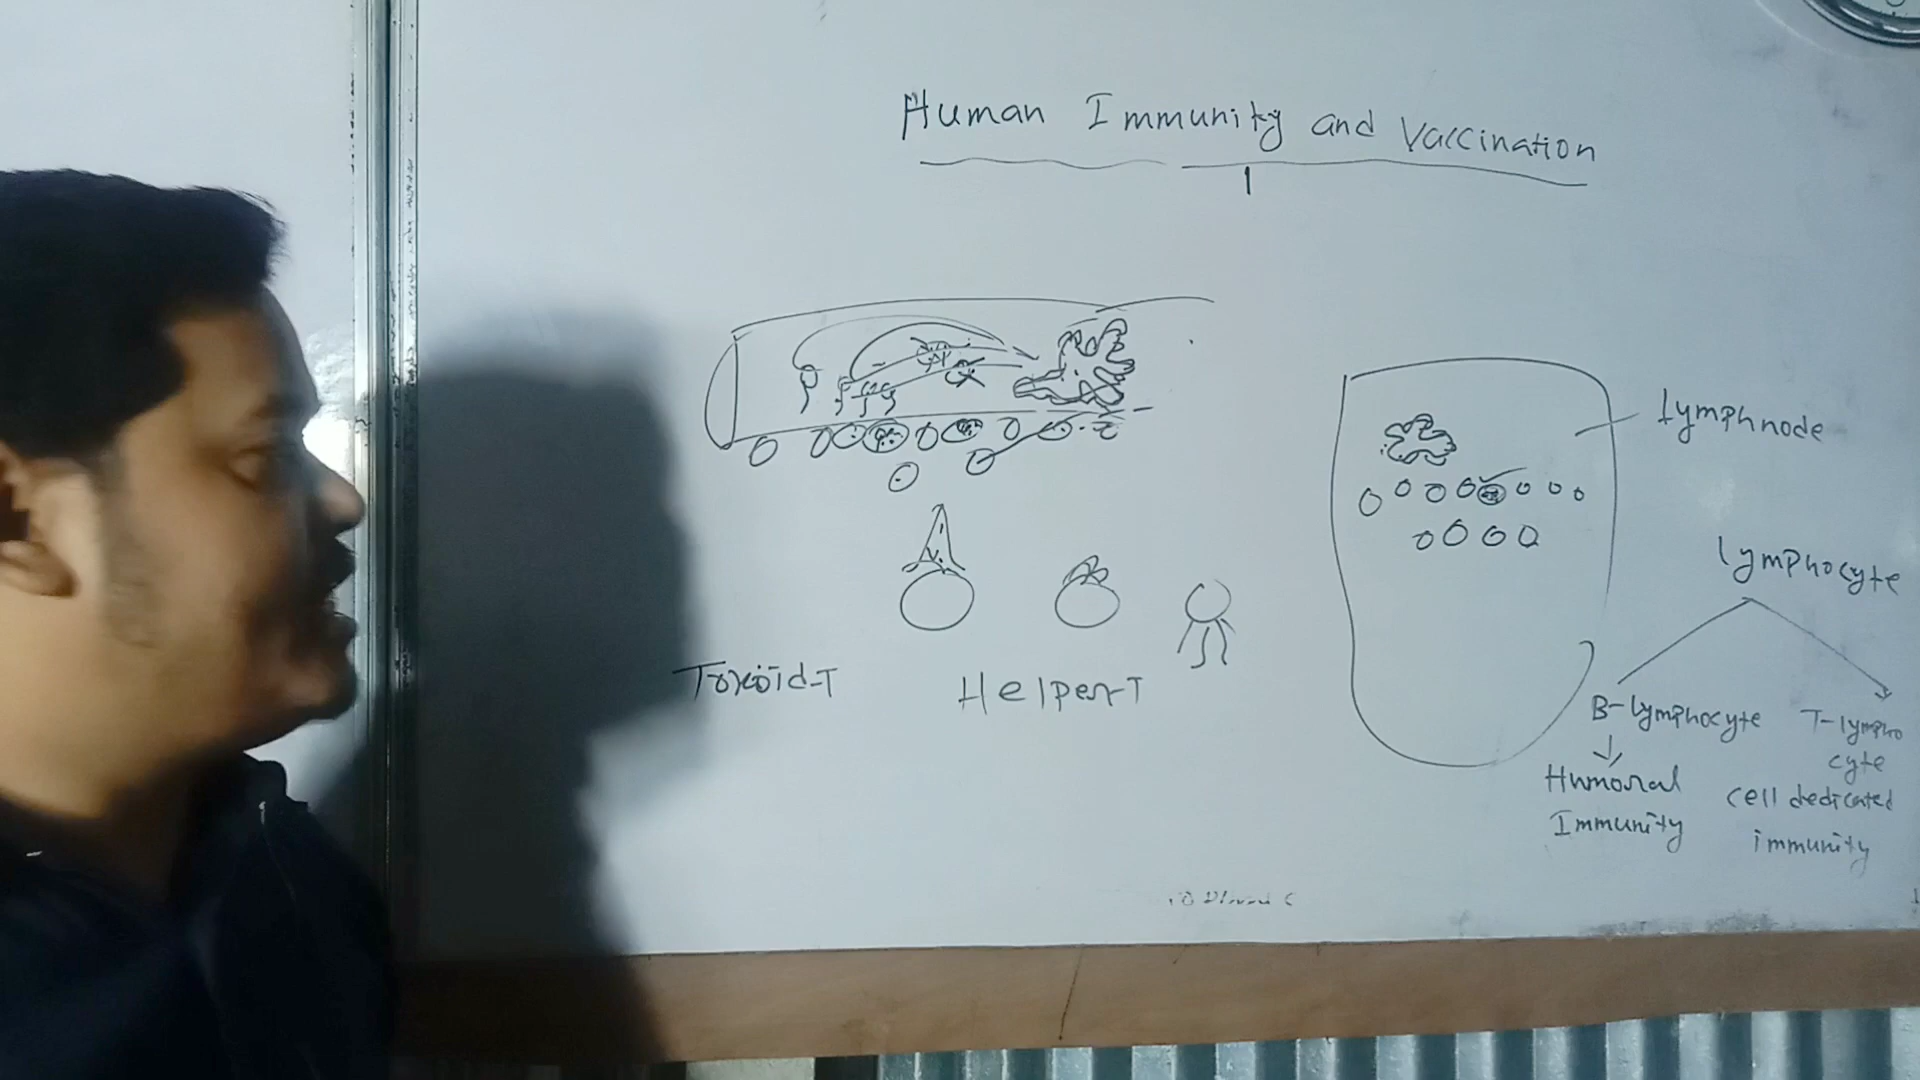 Human Immunity and Vaccination
Lymphnode
Lymphocyte
Toxoid-T
Helper-T
B-lymphocyte
T-lympho
cyte
Humoral
Immunity
cell dedicated
immunity